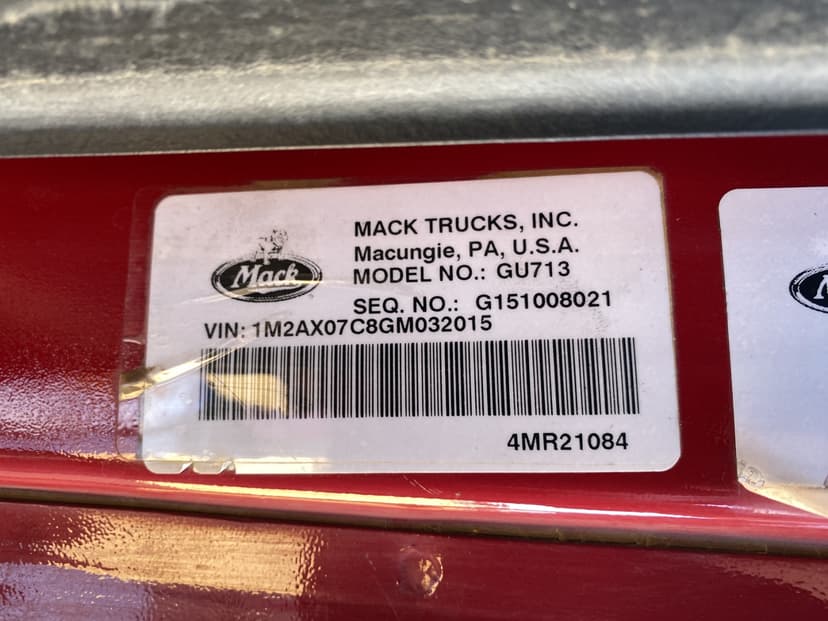 MACK TRUCKS, INC.
Macungie, PA, U.S.A.
Mack
MODEL NO.: GU713
SEQ. NO.: G151008021
VIN: 1M2AX07C8GM032015
4MR21084